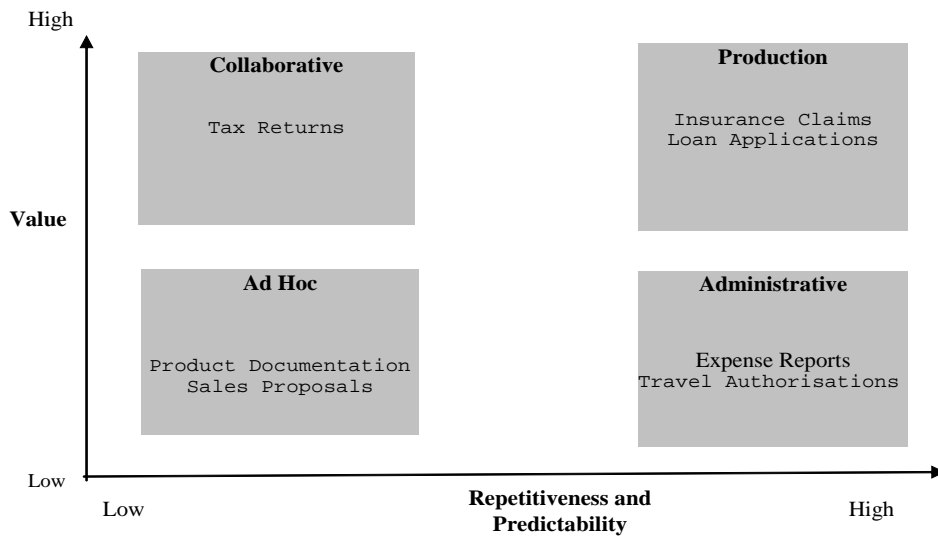 High
Collaborative
Tax Returns
Production
Insurance Claims
Loan Applications
Value
Ad Hoc
Product Documentation
Sales Proposals
Administrative
Expense Reports
Travel Authorisations
Low
Low
Repetitiveness and
Predictability
High